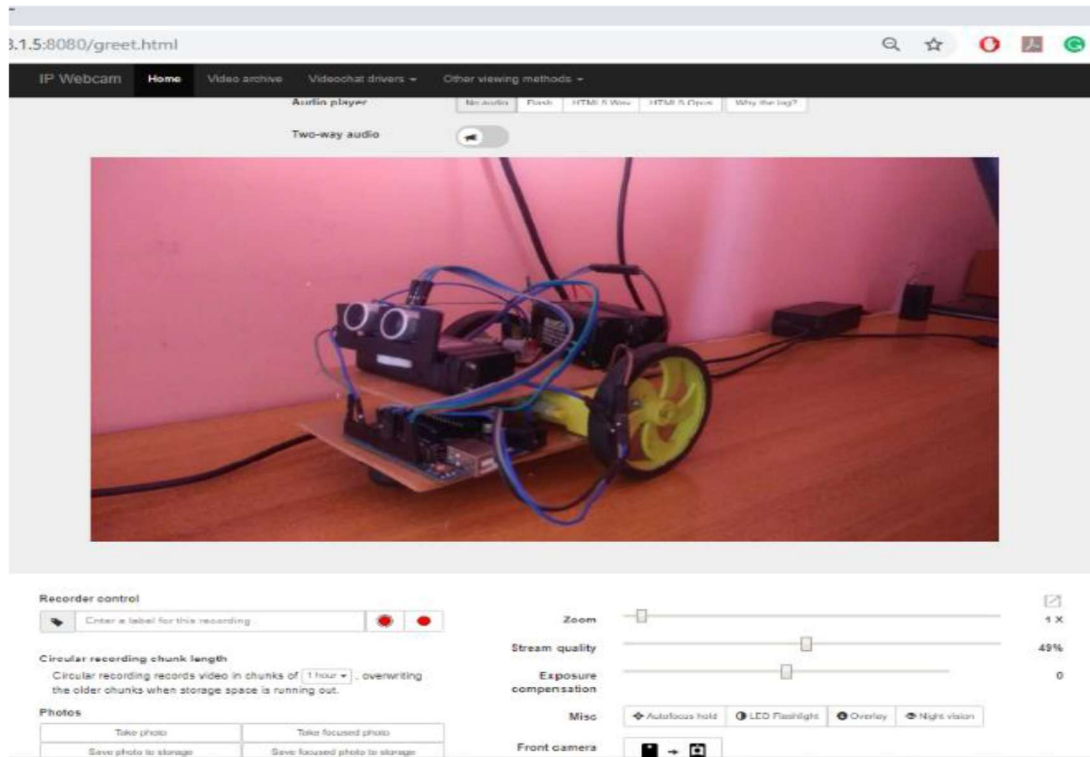 3.1.5:8080/greet.html
IP Webcam Home Video archive Videochat drivers Other viewing methods
Audio player No audio Flash HTML5 Wav HTML5 Opus Why the lag?
Two-way audio
Recorder control
Enter a label for this recording
Circular recording chunk length
Circular recording records video in chunks of 1 hour , overwriting
the older chunks when storage space is running out.
Photos
Take photo Take focused photo
Save photo to storage Save focused photo to storage
Zoom 1 X
Stream quality 49%
Exposure 0
compensation
Misc Autofocus hold LED Flashlight Overlay Night vision
Front camera